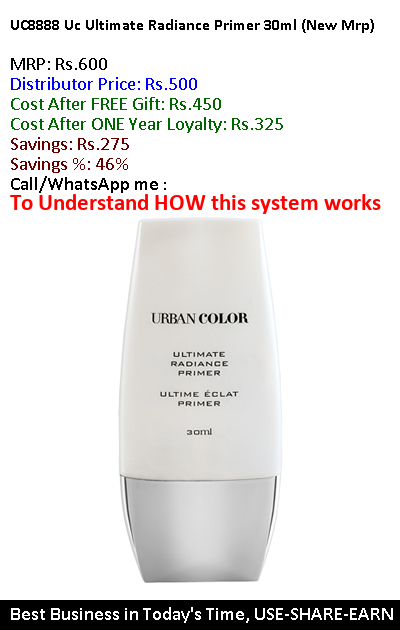 UC8888 Uc Ultimate Radiance Primer 30ml (New Mrp)
MRP: Rs.600
Distributor Price: Rs.500
Cost After FREE Gift: Rs.450
Cost After ONE Year Loyalty: Rs.325
Savings: Rs.275
Savings %: 46%
Call/WhatsApp me :
To Understand HOW this system works
URBAN COLOR
ULTIMATE
RADIANCE
PRIMER
ULTIME ÉCLAT
PRIMER
30ml
Best Business in Today's Time, USE-SHARE-EARN